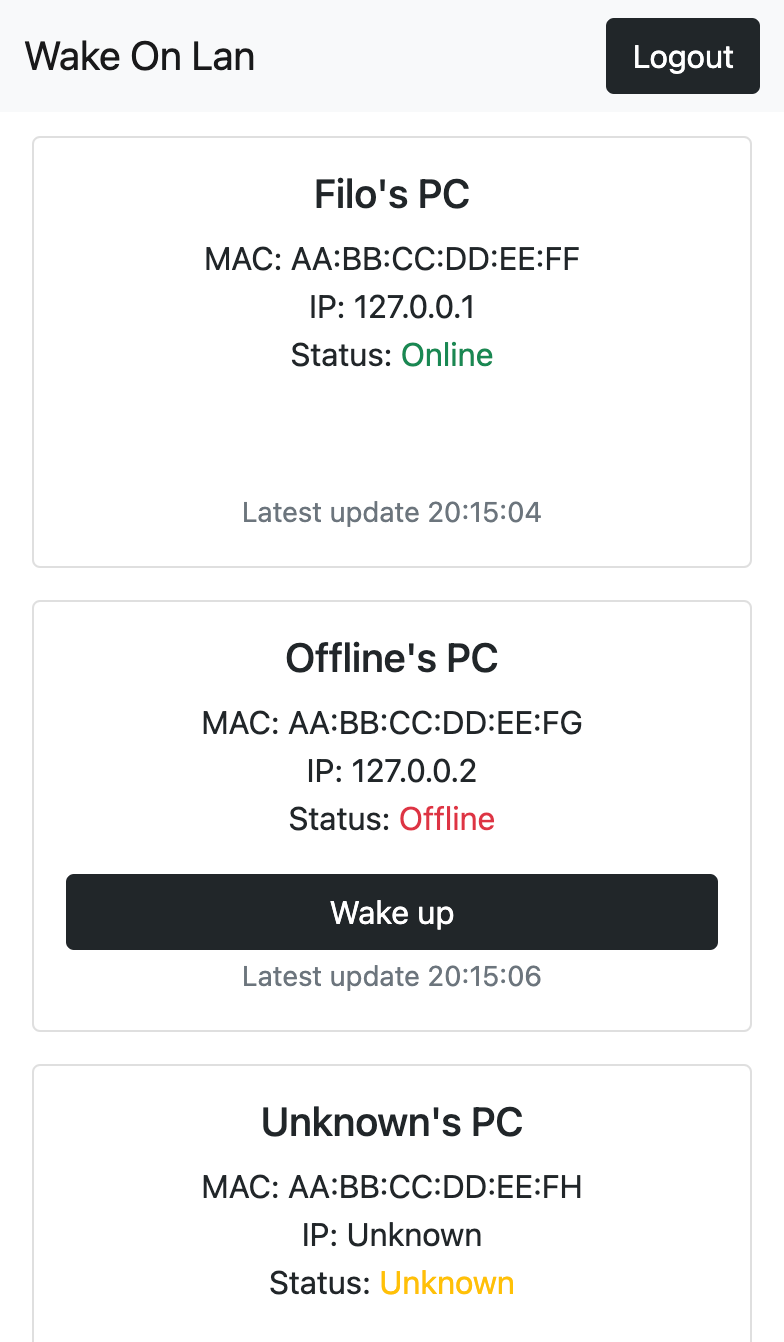 Wake On Lan
Logout
Filo's PC
MAC: AA:BB:CC:DD:EE:FF
IP: 127.0.0.1
Status: Online
Latest update 20:15:04
Offline's PC
MAC: AA:BB:CC:DD:EE:FG
IP: 127.0.0.2
Status: Offline
Wake up
Latest update 20:15:06
Unknown's PC
MAC: AA:BB:CC:DD:EE:FH
IP: Unknown
Status: Unknown